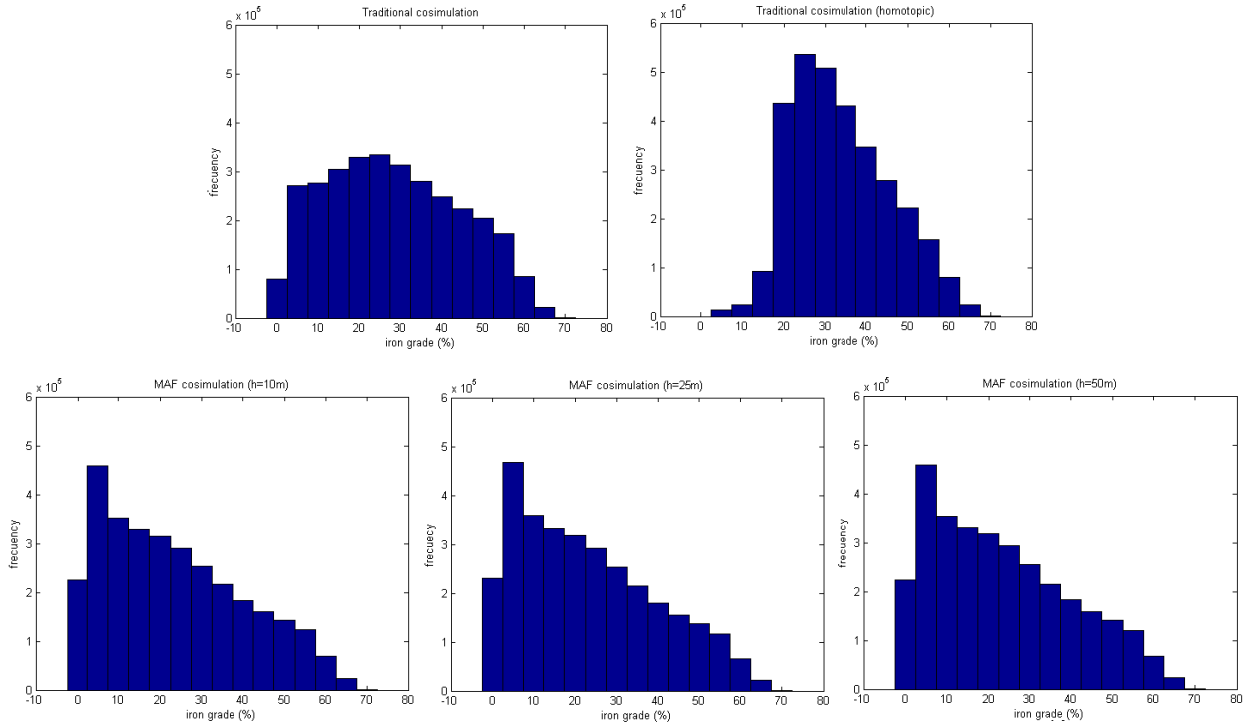 Traditional cosimulation
x 10^5
6
5
4
3
2
1
0
frecuency
-10 0 10 20 30 40 50 60 70 80
iron grade (%)
Traditional cosimulation (homotopic)
x 10^5
6
5
4
3
2
1
0
frecuency
-10 0 10 20 30 40 50 60 70 80
iron grade (%)
MAF cosimulation (h=10m)
x 10^5
6
5
4
3
2
1
0
frecuency
-10 0 10 20 30 40 50 60 70 80
iron grade (%)
MAF cosimulation (h=25m)
x 10^5
6
5
4
3
2
1
0
frecuecy
-10 0 10 20 30 40 50 60 70 80
iron grade (%)
MAF cosimulation (h=50m)
x 10^5
6
5
4
3
2
1
0
frecuency
-10 0 10 20 30 40 50 60 70 80
iron grade (%)